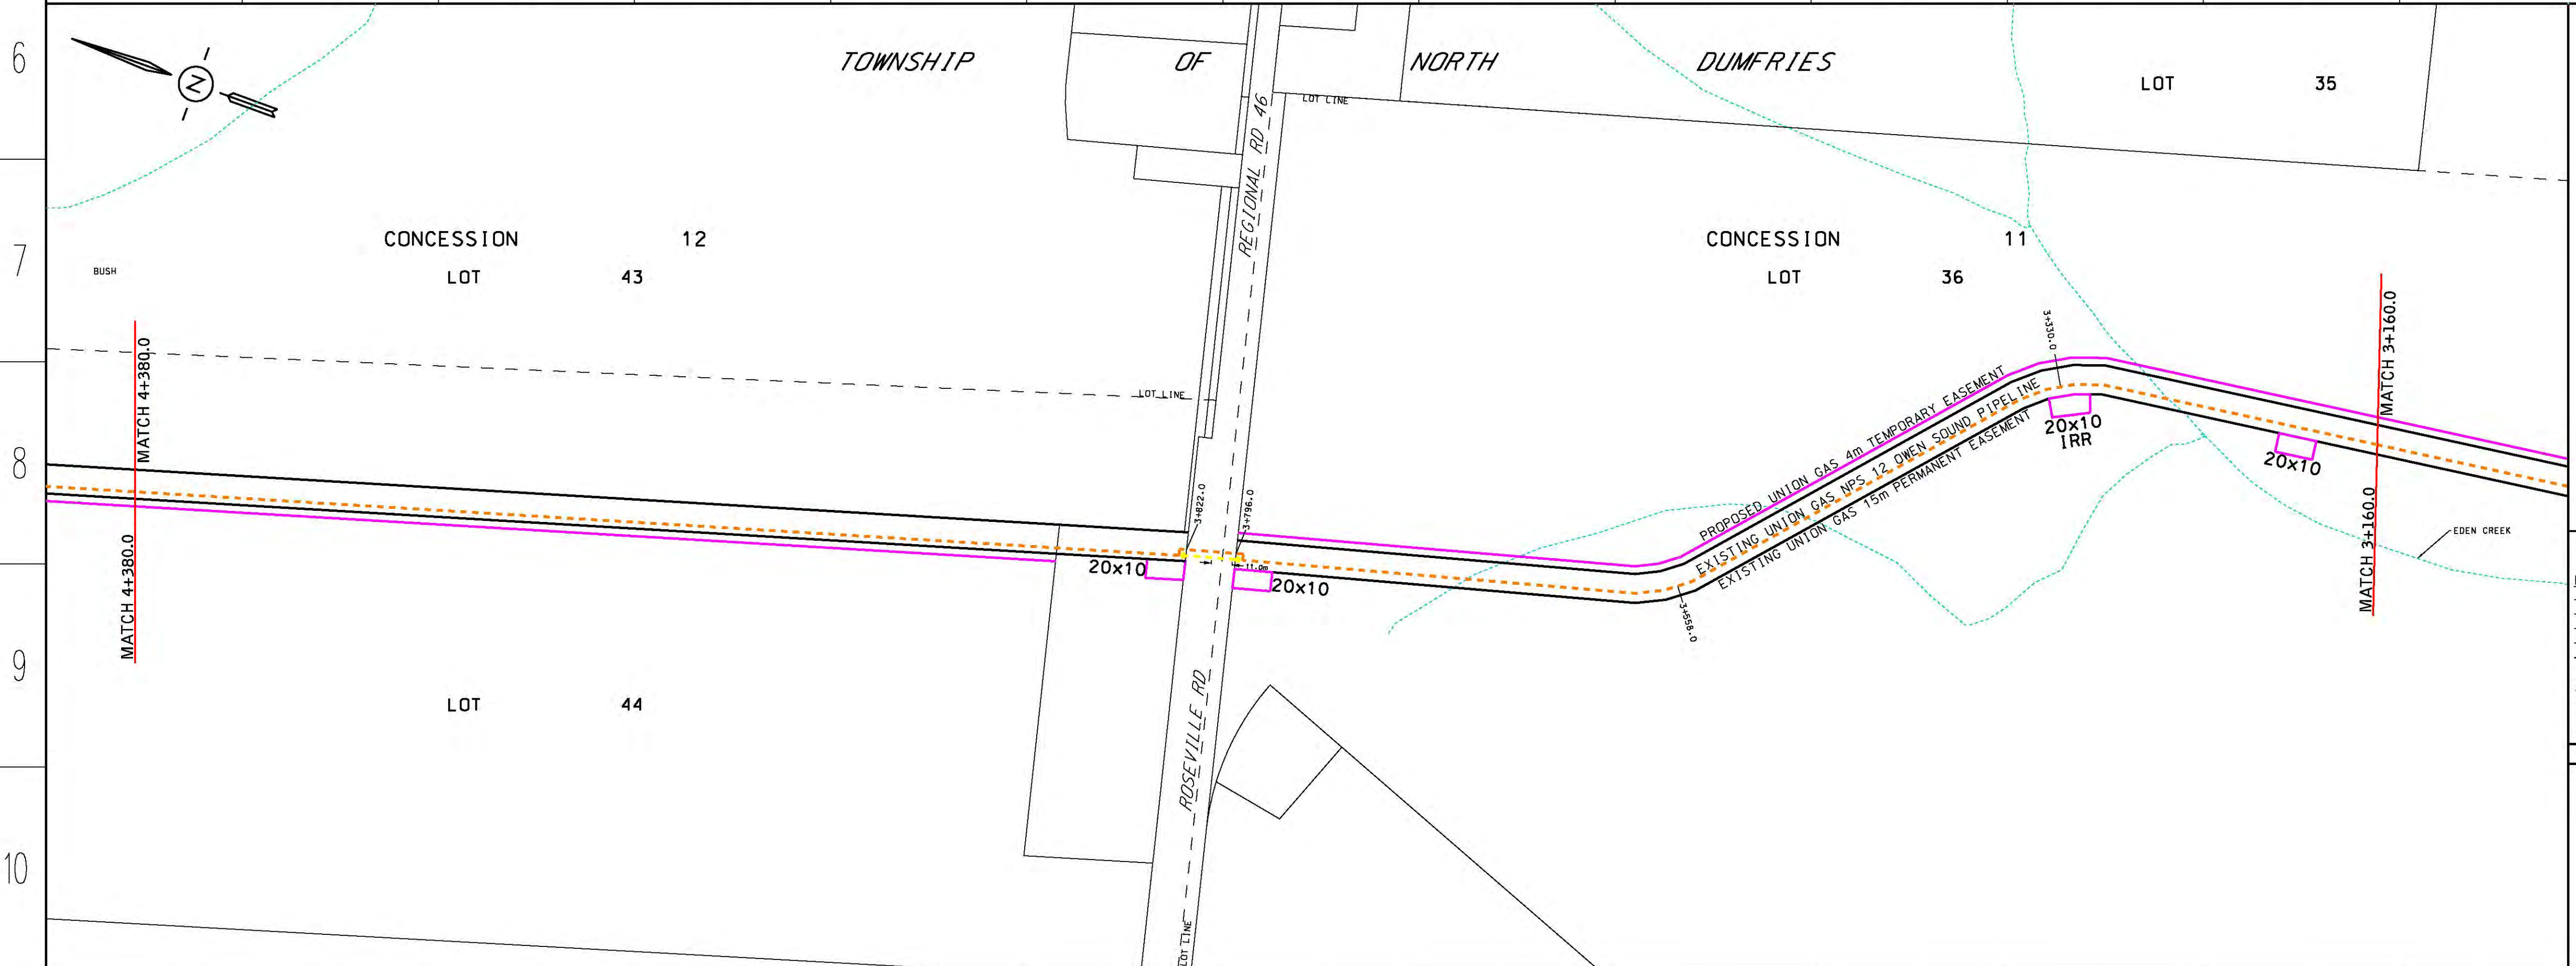 6
7
8
9
10
N
TOWNSHIP OF NORTH DUMFRIES
LOT 35
LOT LINE
REGIONAL RD 46
CONCESSION 12
LOT 43
BUSH
CONCESSION 11
LOT 36
MATCH 4+380.0
MATCH 4+380.0
LOT LINE
3+822.0
3+796.0
11.0m
20x10
20x10
PROPOSED UNION GAS 4m TEMPORARY EASEMENT
EXISTING UNION GAS NPS 12 OWEN SOUND PIPELINE
EXISTING UNION GAS 15m PERMANENT EASEMENT
3+330.0
3+558.0
20x10
IRR
20x10
MATCH 3+160.0
MATCH 3+160.0
EDEN CREEK
LOT 44
ROSEVILLE RD
LOT LINE